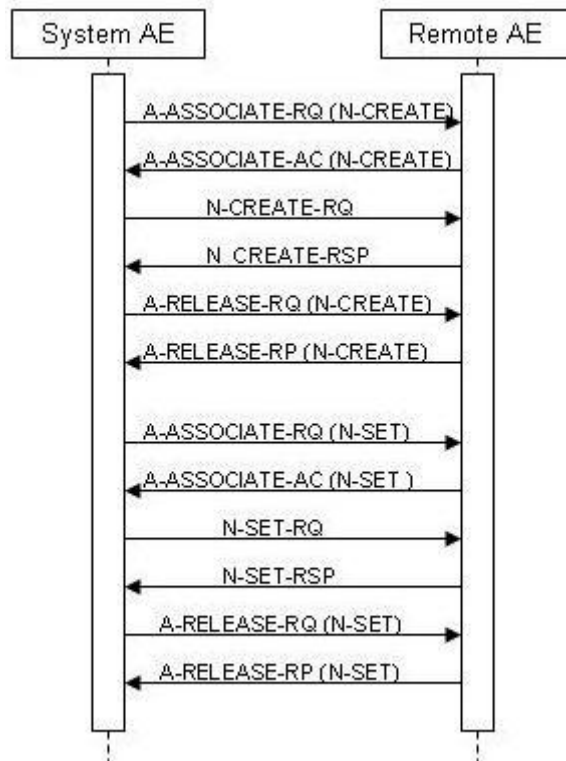 System AE
Remote AE
A-ASSOCIATE-RQ (N-CREATE)
A-ASSOCIATE-AC (N-CREATE)
N-CREATE-RQ
N CREATE-RSP
A-RELEASE-RQ (N-CREATE)
A-RELEASE-RP (N-CREATE)
A-ASSOCIATE-RQ (N-SET)
A-ASSOCIATE-AC (N-SET )
N-SET-RQ
N-SET-RSP
A-RELEASE-RQ (N-SET)
A-RELEASE-RP (N-SET)